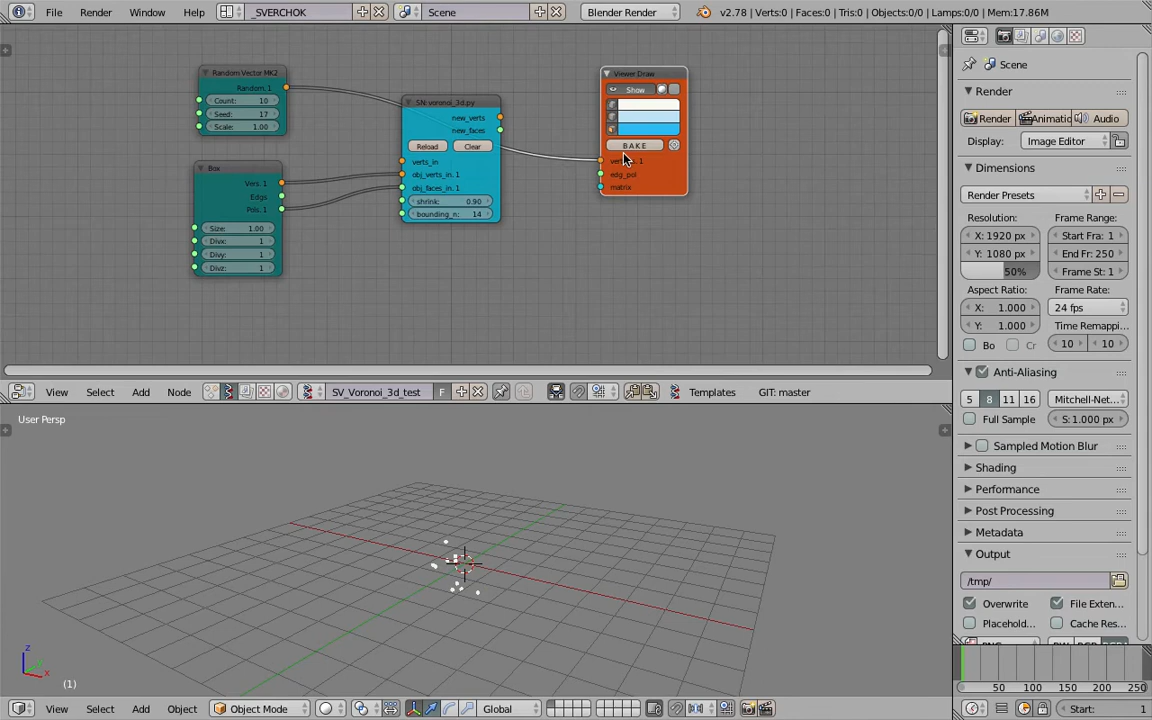 File Render Window Help _SVERCHOK Scene Blender Render v2.78 | Verts:0 | Faces:0 | Tris:0 | Objects:0/0 | Lamps:0/0 | Mem:17.86M
Random Vector MK2
Random. 1
Count: 10
Seed: 17
Scale: 1.00
Box
Vers. 1
Edgs
Pols. 1
Size: 1.00
Divx: 1
Divy: 1
Divz: 1
SN: voronoi_3d.py
new_verts
new_faces
Reload Clear
verts_in
obj_verts_in. 1
obj_faces_in. 1
shrink: 0.90
bounding_n: 14
Viewer Draw
Show
BAKE
edg_pol
matrix
View Select Add Node SV_Voronoi_3d_test F Templates GIT: master
User Persp
z
x
(1)
View Select Add Object Object Mode Global
Scene
Render
Render Animatic Audio
Display: Image Editor
Dimensions
Render Presets
Resolution: Frame Range:
X: 1920 px Start Fra: 1
Y: 1080 px End Fr: 250
50% Frame St: 1
Aspect Ratio: Frame Rate:
X: 1.000 24 fps
Y: 1.000 Time Remappi...
Bo Cr 10 10
Anti-Aliasing
5 8 11 16 Mitchell-Net...
Full Sample S: 1.000 px
Sampled Motion Blur
Shading
Performance
Post Processing
Metadata
Output
/tmp/
Overwrite File Exten...
Placehold... Cache Res...
50 100 150 200 250
Start: 1